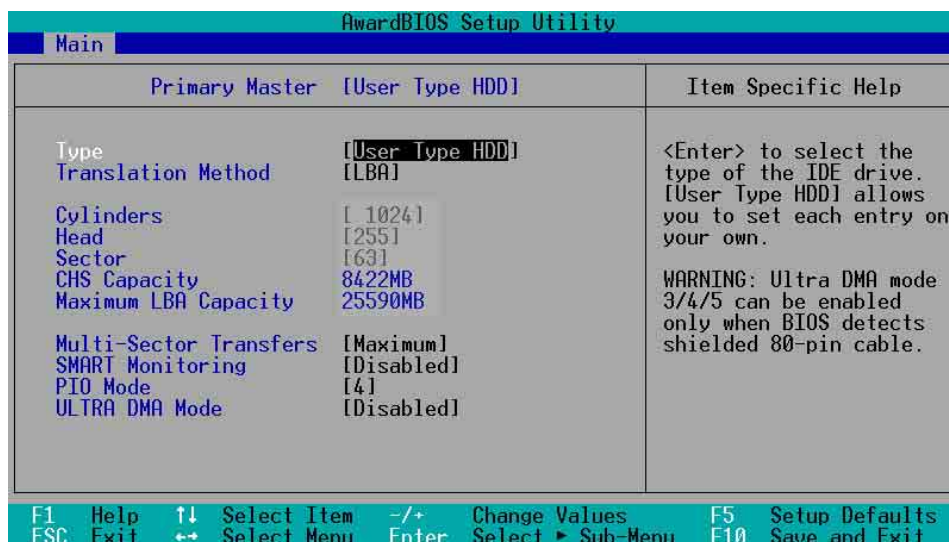 AwardBIOS Setup Utility
Main
Primary Master [User Type HDD]
Item Specific Help
Type [User Type HDD]
Translation Method [LBA]
Cylinders [ 1024]
Head [255]
Sector [63]
CHS Capacity 8422MB
Maximum LBA Capacity 25590MB
Multi-Sector Transfers [Maximum]
SMART Monitoring [Disabled]
PIO Mode [4]
ULTRA DMA Mode [Disabled]
<Enter> to select the
type of the IDE drive.
[User Type HDD] allows
you to set each entry on
your own.
WARNING: Ultra DMA mode
3/4/5 can be enabled
only when BIOS detects
shielded 80-pin cable.
F1 Help ↑↓ Select Item -/+ Change Values F5 Setup Defaults
ESC Exit ←→ Select Menu Enter Select ► Sub-Menu F10 Save and Exit